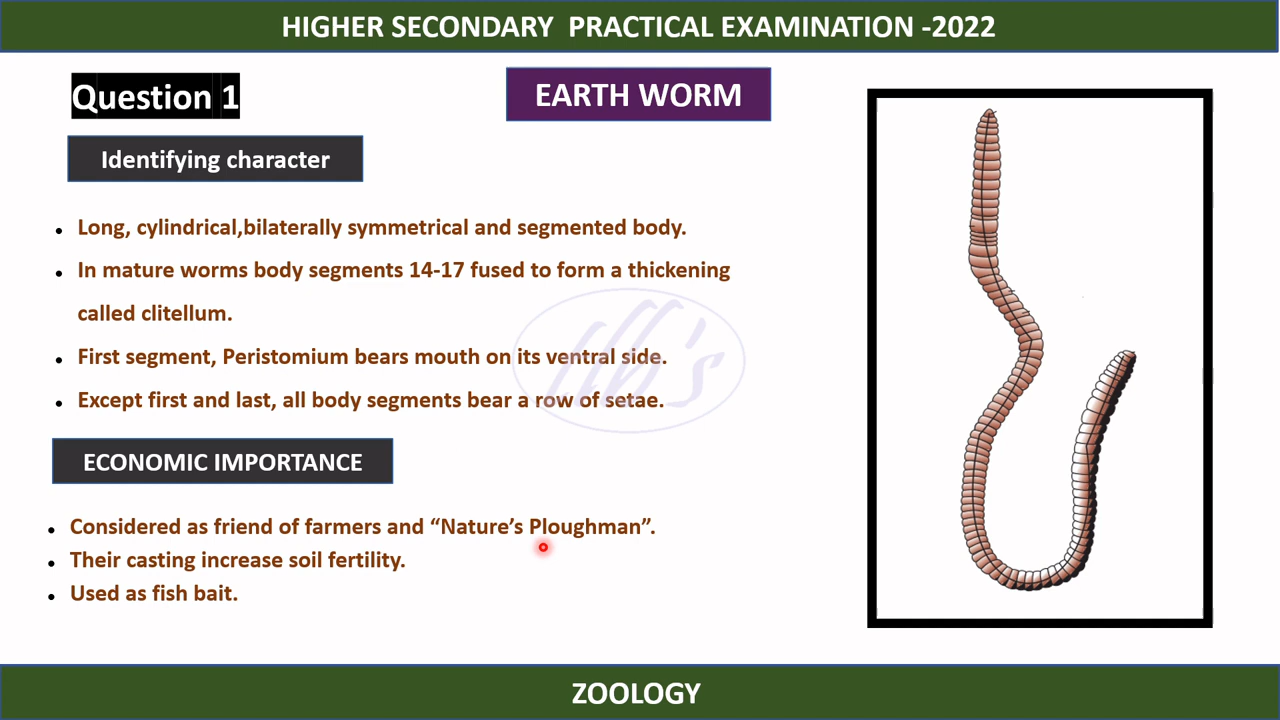 HIGHER SECONDARY PRACTICAL EXAMINATION -2022
Question 1
EARTH WORM
Identifying character
• Long, cylindrical,bilaterally symmetrical and segmented body.
• In mature worms body segments 14-17 fused to form a thickening
called clitellum.
• First segment, Peristomium bears mouth on its ventral side.
• Except first and last, all body segments bear a row of setae.
ECONOMIC IMPORTANCE
• Considered as friend of farmers and “Nature’s Ploughman”.
• Their casting increase soil fertility.
• Used as fish bait.
ZOOLOGY